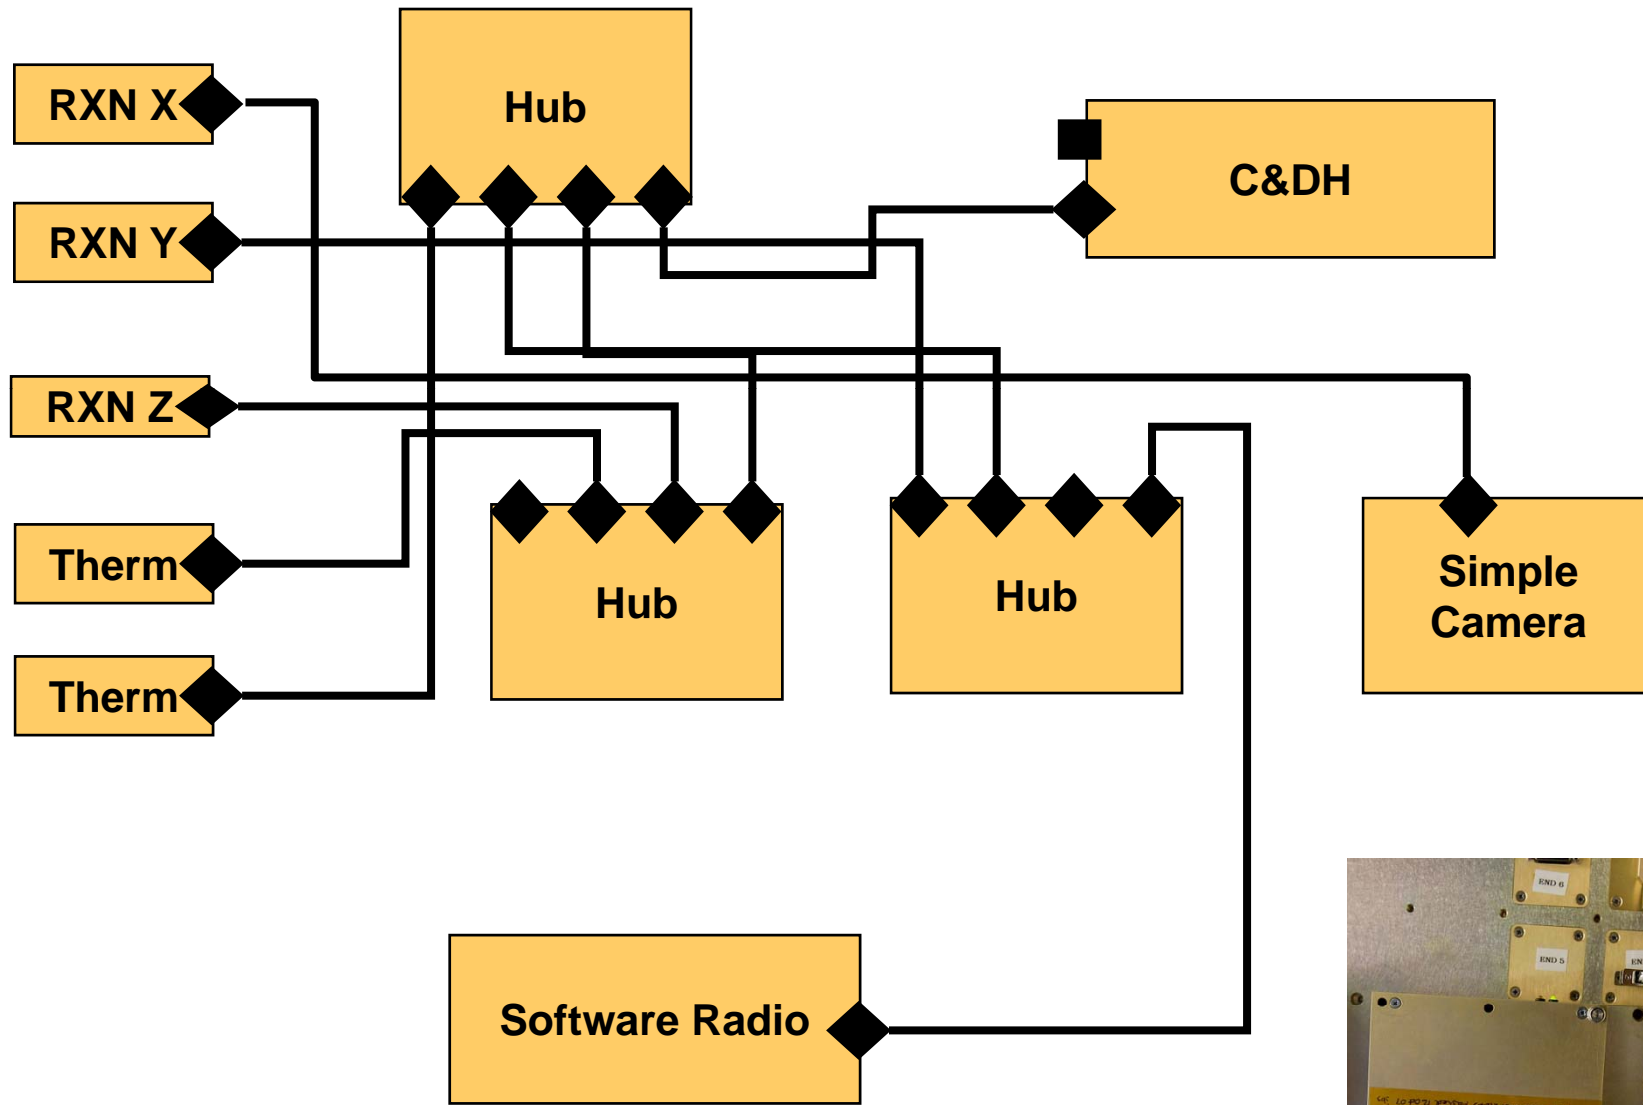 RXN X
Hub
C&DH
RXN Y
RXN Z
Therm
Therm
Hub
Hub
Simple
Camera
Software Radio
END 6
END 5